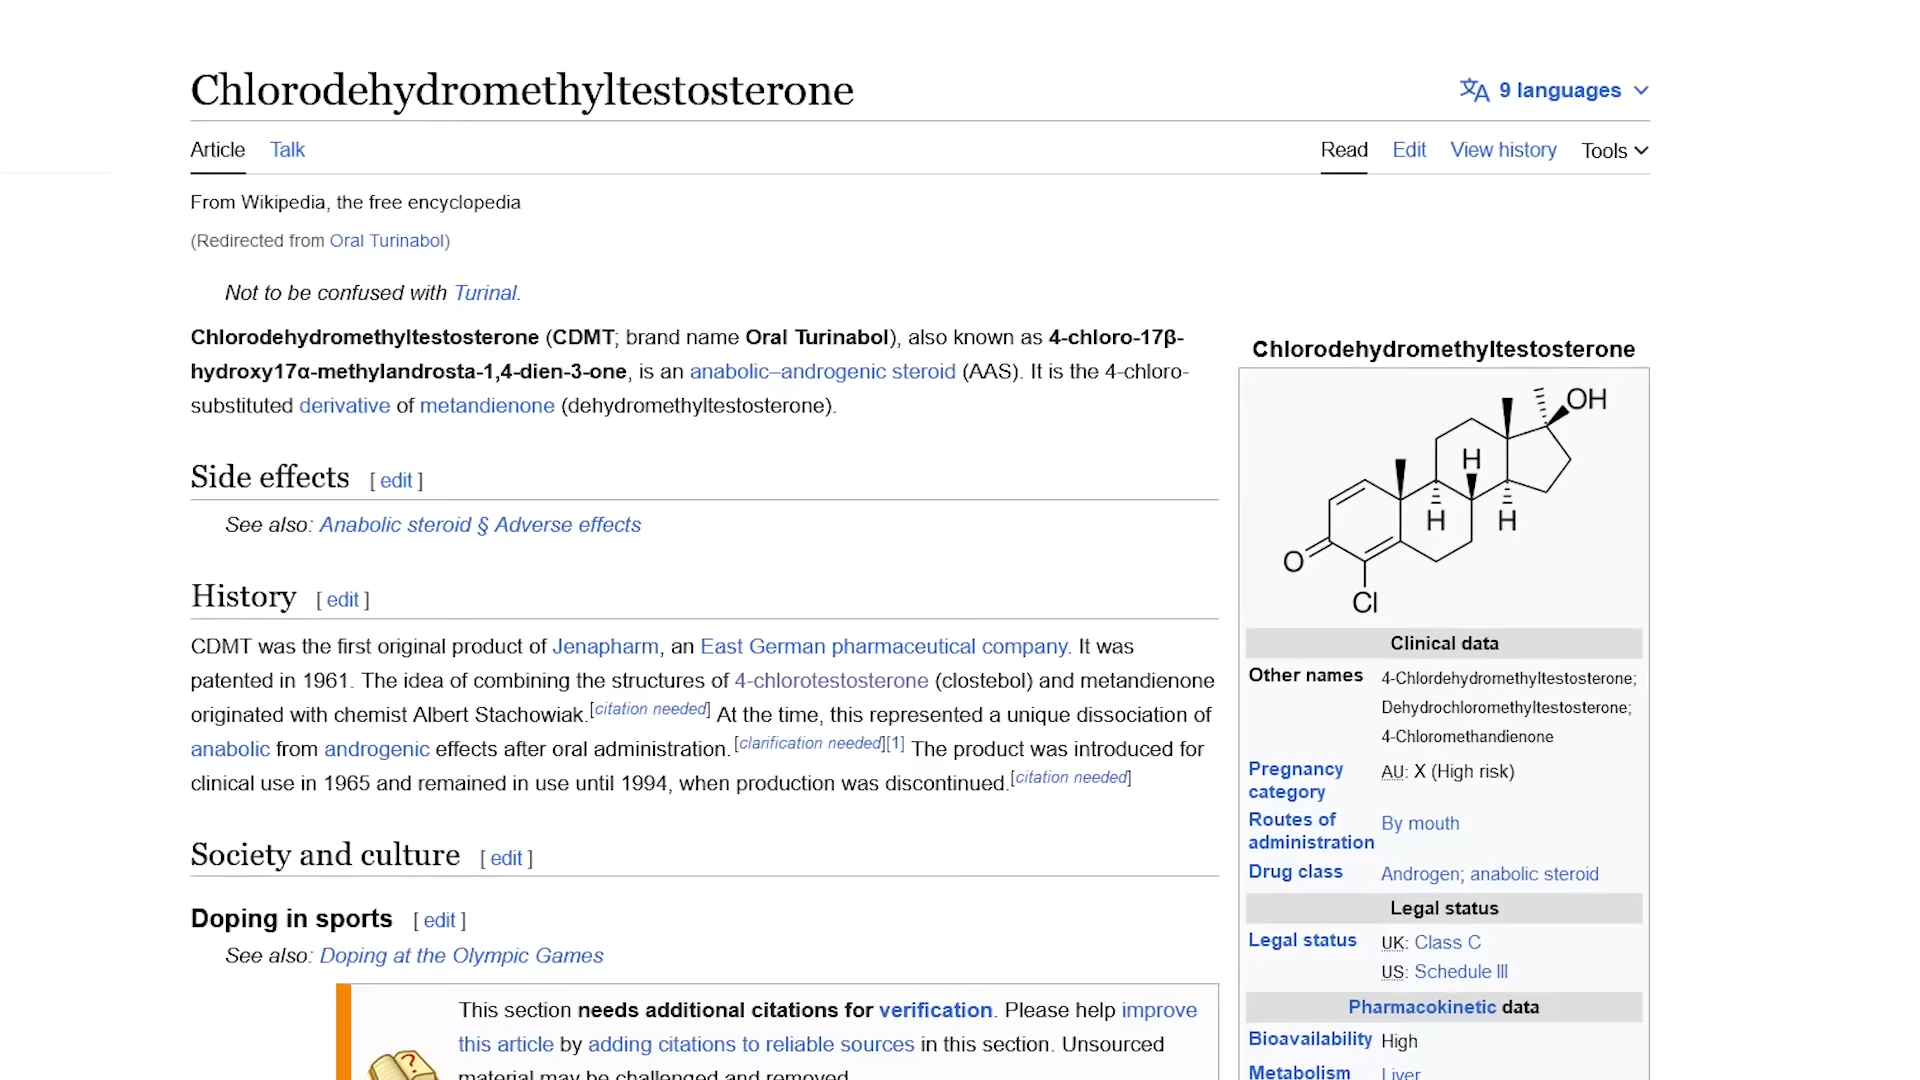 Chlorodehydromethyltestosterone
9 languages
Article Talk
Read Edit View history Tools
From Wikipedia, the free encyclopedia
(Redirected from Oral Turinabol)
Not to be confused with Turinal.
Chlorodehydromethyltestosterone (CDMT; brand name Oral Turinabol), also known as 4-chloro-17β-
hydroxy17α-methylandrosta-1,4-dien-3-one, is an anabolic–androgenic steroid (AAS). It is the 4-chloro-
substituted derivative of metandienone (dehydromethyltestosterone).
Side effects [ edit ]
See also: Anabolic steroid § Adverse effects
History [ edit ]
CDMT was the first original product of Jenapharm, an East German pharmaceutical company. It was
patented in 1961. The idea of combining the structures of 4-chlorotestosterone (clostebol) and metandienone
originated with chemist Albert Stachowiak.[citation needed] At the time, this represented a unique dissociation of
anabolic from androgenic effects after oral administration.[clarification needed][1] The product was introduced for
clinical use in 1965 and remained in use until 1994, when production was discontinued.[citation needed]
Society and culture [ edit ]
Doping in sports [ edit ]
See also: Doping at the Olympic Games
?
This section needs additional citations for verification. Please help improve
this article by adding citations to reliable sources in this section. Unsourced
material may be challenged and removed.
Chlorodehydromethyltestosterone
OH
H
H
H
O
Cl
Clinical data
Other names 4-Chlordehydromethyltestosterone;
Dehydrochloromethyltestosterone;
4-Chloromethandienone
Pregnancy AU: X (High risk)
category
Routes of By mouth
administration
Drug class Androgen; anabolic steroid
Legal status
Legal status UK: Class C
US: Schedule III
Pharmacokinetic data
Bioavailability High
Metabolism Liver